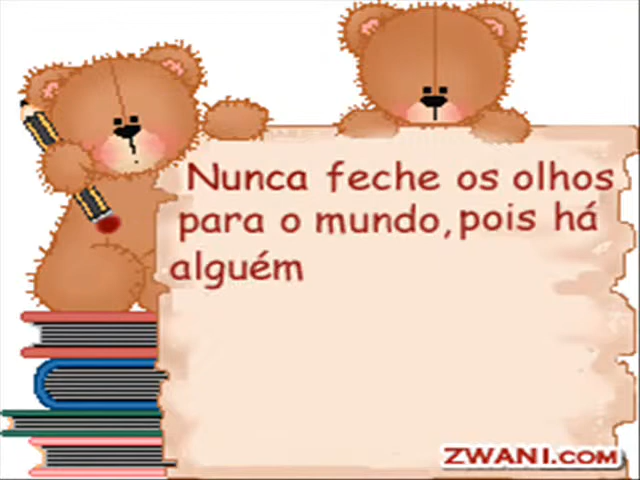 Nunca feche os olhos
para o mundo, pois há
alguém
ZWANI.COM